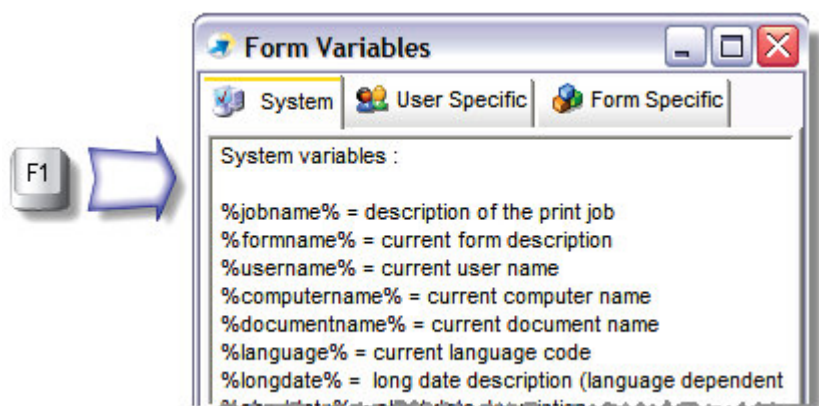 Form Variables
System
User Specific
Form Specific
F1
System variables :
%jobname% = description of the print job
%formname% = current form description
%username% = current user name
%computername% = current computer name
%documentname% = current document name
%language% = current language code
%longdate% =  long date description (language dependent